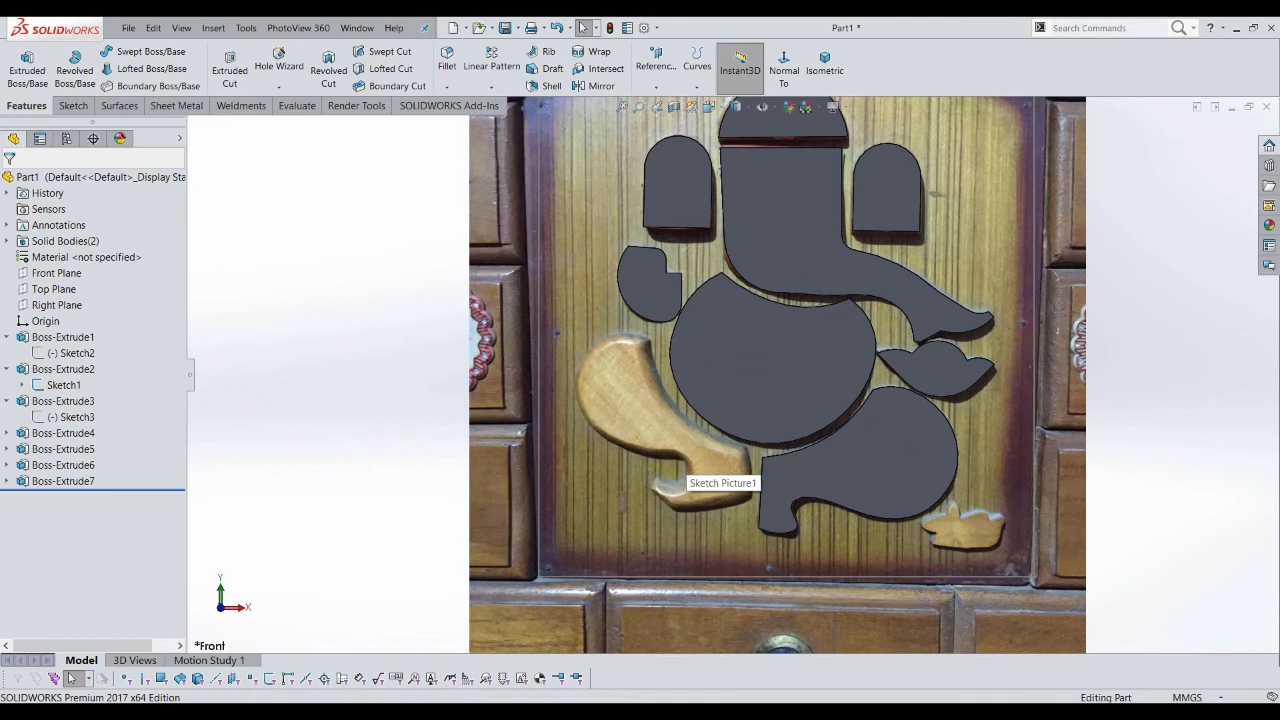 SOLIDWORKS File Edit View Insert Tools PhotoView 360 Window Help Part1 * Search Commands ?
Extruded Boss/Base
Revolved Boss/Base
Swept Boss/Base
Lofted Boss/Base
Boundary Boss/Base
Extruded Cut
Hole Wizard
Revolved Cut
Swept Cut
Lofted Cut
Boundary Cut
Fillet
Linear Pattern
Rib
Draft
Shell
Wrap
Intersect
Mirror
Referenc...
Curves
Instant3D
Normal To
Isometric
Features Sketch Surfaces Sheet Metal Weldments Evaluate Render Tools SOLIDWORKS Add-Ins
Part1 (Default<<Default>_Display Sta
History
Sensors
Annotations
Solid Bodies(2)
Material <not specified>
Front Plane
Top Plane
Right Plane
Origin
Boss-Extrude1
(-) Sketch2
Boss-Extrude2
Sketch1
Boss-Extrude3
(-) Sketch3
Boss-Extrude4
Boss-Extrude5
Boss-Extrude6
Boss-Extrude7
Sketch Picture1
Y
X
*Front
Model 3D Views Motion Study 1
SOLIDWORKS Premium 2017 x64 Edition Editing Part MMGS